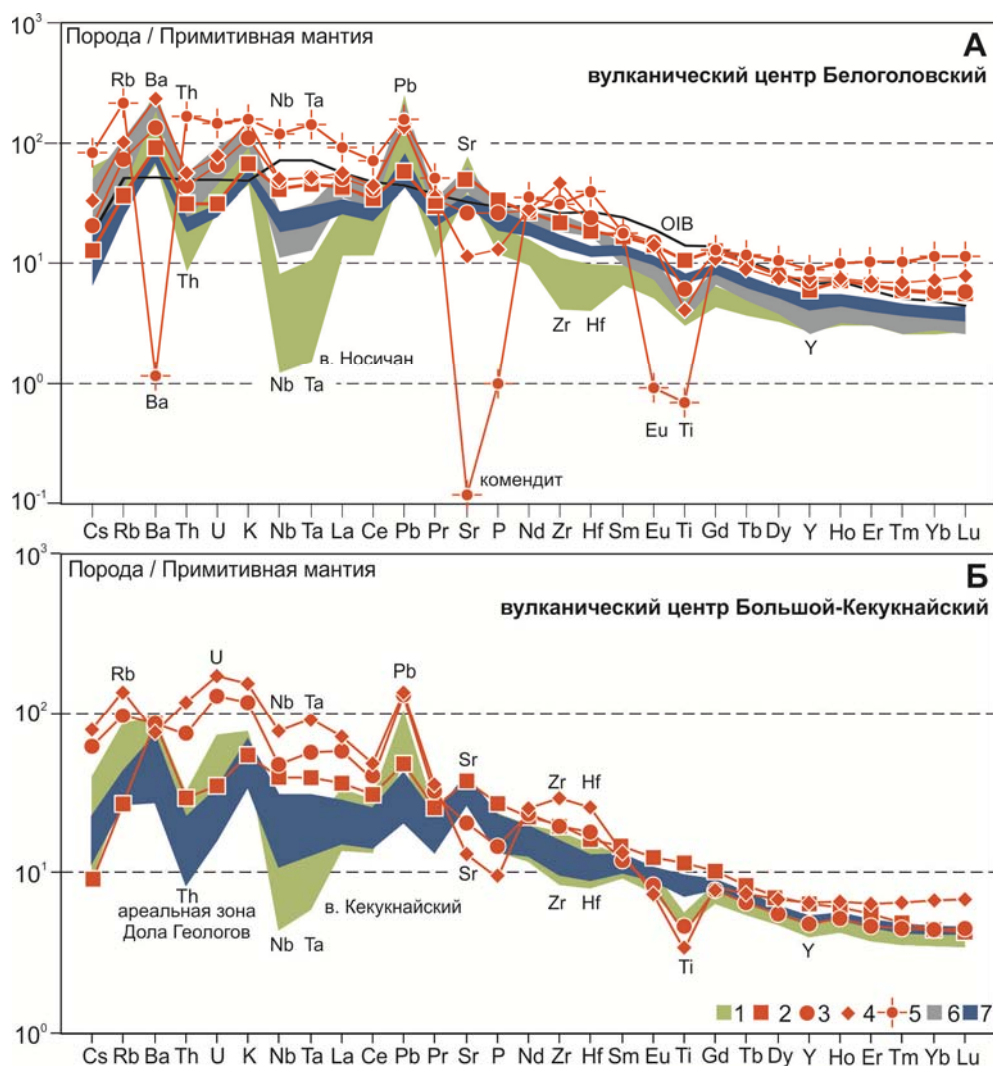 10³
Порода / Примитивная мантия
А
вулканический центр Белоголовский
Rb
Ba
Th
Nb
Ta
Pb
Sr
10²
OIB
10¹
Th
Zr
Hf
Y
в. Носичан
10⁰
Ba
Nb
Ta
Eu
Ti
комендит
10⁻¹
Cs Rb Ba Th U K Nb Ta La Ce Pb Pr Sr P Nd Zr Hf Sm Eu Ti Gd Tb Dy Y Ho Er Tm Yb Lu
10³
Порода / Примитивная мантия
Б
вулканический центр Большой-Кекукнайский
Rb
U
Nb
Ta
Pb
10²
Sr
Zr
Hf
10¹
Th
Sr
Zr
Hf
Y
ареальная зона
Дола Геологов
в. Кекукнайский
Nb
Ta
Ti
1 2 3 4 5 6 7
10⁰
Cs Rb Ba Th U K Nb Ta La Ce Pb Pr Sr P Nd Zr Hf Sm Eu Ti Gd Tb Dy Y Ho Er Tm Yb Lu